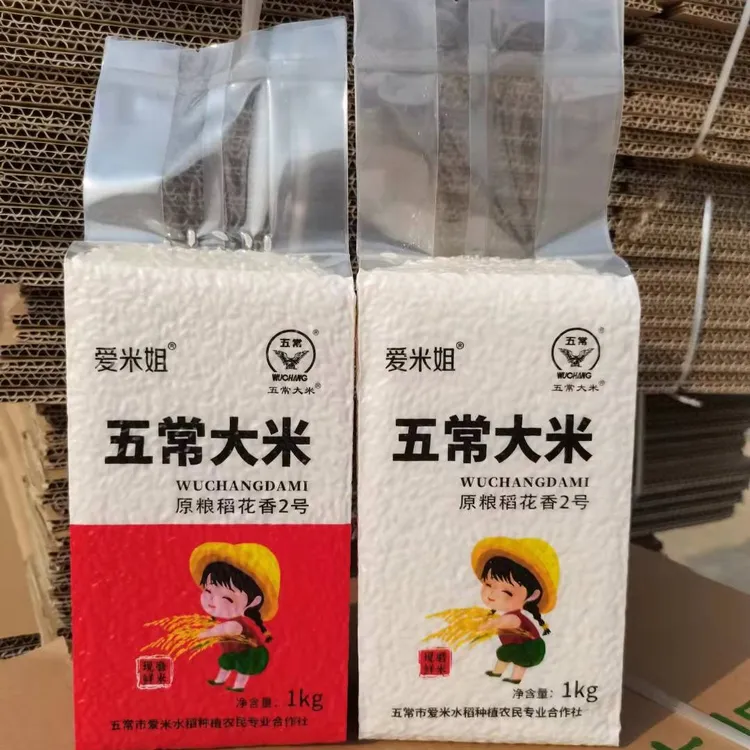 爱米姐®
五常
WUCHANG
五常大米®
五常大米
WUCHANGDAMI
原粮稻花香2号
现磨
鲜米
净含量: 1kg
五常市爱米水稻种植农民专业合作社
爱米姐®
五常
WUCHANG
五常大米®
五常大米
WUCHANGDAMI
原粮稻花香2号
现磨
鲜米
净含量: 1kg
五常市爱米水稻种植农民专业合作社